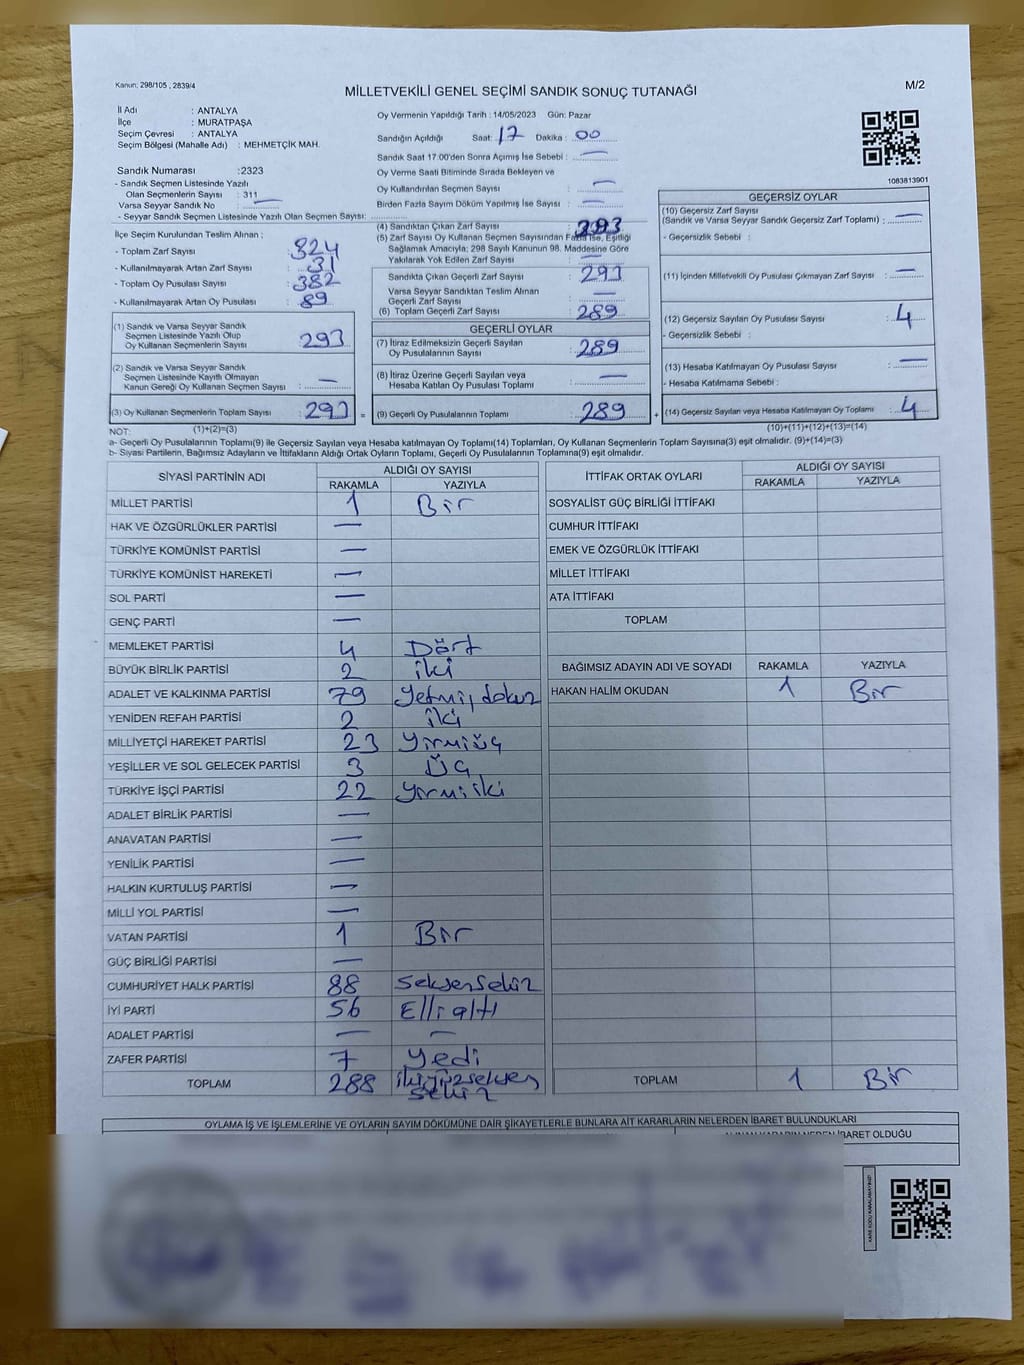 Kanun: 298/105 , 2839/4
MİLLETVEKİLİ GENEL SEÇİMİ SANDIK SONUÇ TUTANAĞI
M/2
İl Adı : ANTALYA
İlçe : MURATPAŞA
Seçim Çevresi : ANTALYA
Seçim Bölgesi (Mahalle Adı) : MEHMETÇİK MAH.
Sandık Numarası :2323
- Sandık Seçmen Listesinde Yazılı
Olan Seçmenlerin Sayısı : 311
Varsa Seyyar Sandık No : —
- Seyyar Sandık Seçmen Listesinde Yazılı Olan Seçmen Sayısı:
İlçe Seçim Kurulundan Teslim Alınan ;
- Toplam Zarf Sayısı : 324
- Kullanılmayarak Artan Zarf Sayısı : 31
- Toplam Oy Pusulası Sayısı : 382
- Kullanılmayarak Artan Oy Pusulası : 89
(1) Sandık ve Varsa Seyyar Sandık
Seçmen Listesinde Yazılı Olup
Oy Kullanan Seçmenlerin Sayısı : 293
(2) Sandık ve Varsa Seyyar Sandık
Seçmen Listesinde Kayıtlı Olmayan
Kanun Gereği Oy Kullanan Seçmen Sayısı : —
(3) Oy Kullanan Seçmenlerin Toplam Sayısı : 293 =
Oy Vermenin Yapıldığı Tarih : 14/05/2023 Gün: Pazar
Sandığın Açıldığı Saat: 17 Dakika : 00
Sandık Saat 17.00'den Sonra Açımış İse Sebebi : —
Oy Verme Saati Bitiminde Sırada Bekleyen ve
Oy Kullandırılan Seçmen Sayısı : —
Birden Fazla Sayım Döküm Yapılmış İse Sayısı : —
(4) Sandıktan Çıkan Zarf Sayısı : 293
(5) Zarf Sayısı Oy Kullanan Seçmen Sayısından Fazla İse, Eşitliği
Sağlamak Amacıyla; 298 Sayılı Kanunun 98. Maddesine Göre
Yakılarak Yok Edilen Zarf Sayısı : —
Sandıkta Çıkan Geçerli Zarf Sayısı : 293
Varsa Seyyar Sandıktan Teslim Alınan
Geçerli Zarf Sayısı : —
(6) Toplam Geçerli Zarf Sayısı : 289
GEÇERLİ OYLAR
(7) İtiraz Edilmeksizin Geçerli Sayılan
Oy Pusulalarının Sayısı : 289
(8) İtiraz Üzerine Geçerli Sayılan veya
Hesaba Katılan Oy Pusulası Toplamı : —
(9) Geçerli Oy Pusulalarının Toplamı : 289 +
1083813901
GEÇERSİZ OYLAR
(10) Geçersiz Zarf Sayısı
(Sandık ve Varsa Seyyar Sandık Geçersiz Zarf Toplamı) : —
- Geçersizlik Sebebi :
(11) İçinden Milletvekili Oy Pusulası Çıkmayan Zarf Sayısı : —
(12) Geçersiz Sayılan Oy Pusulası Sayısı : 4
- Geçersizlik Sebebi :
(13) Hesaba Katılmayan Oy Pusulası Sayısı : —
- Hesaba Katılmama Sebebi :
(14) Geçersiz Sayılan veya Hesaba Katılmayan Oy Toplamı : 4
NOT: (1)+(2)=(3) (10)+(11)+(12)+(13)=(14)
a- Geçerli Oy Pusulalarının Toplamı(9) ile Geçersiz Sayılan veya Hesaba katılmayan Oy Toplamı(14) Toplamları, Oy Kullanan Seçmenlerin Toplam Sayısına(3) eşit olmalıdır. (9)+(14)=(3)
b- Siyasi Partilerin, Bağımsız Adayların ve İttifakların Aldığı Ortak Oyların Toplamı, Geçerli Oy Pusulalarının Toplamına(9) eşit olmalıdır.
SİYASİ PARTİNİN ADI ALDIĞI OY SAYISI
RAKAMLA YAZIYLA
MİLLET PARTİSİ 1 Bir
HAK VE ÖZGÜRLÜKLER PARTİSİ —
TÜRKİYE KOMÜNİST PARTİSİ —
TÜRKİYE KOMÜNİST HAREKETİ —
SOL PARTİ —
GENÇ PARTİ —
MEMLEKET PARTİSİ 4 Dört
BÜYÜK BİRLİK PARTİSİ 2 iki
ADALET VE KALKINMA PARTİSİ 79 Yetmiş dokuz
YENİDEN REFAH PARTİSİ 2 iki
MİLLİYETÇİ HAREKET PARTİSİ 23 Yirmiüç
YEŞİLLER VE SOL GELECEK PARTİSİ 3 Üç
TÜRKİYE İŞÇİ PARTİSİ 22 Yirmiiki
ADALET BİRLİK PARTİSİ —
ANAVATAN PARTİSİ —
YENİLİK PARTİSİ —
HALKIN KURTULUŞ PARTİSİ —
MİLLİ YOL PARTİSİ —
VATAN PARTİSİ 1 Bir
GÜÇ BİRLİĞİ PARTİSİ —
CUMHURİYET HALK PARTİSİ 88 Seksensekiz
İYİ PARTİ 56 Elli altı
ADALET PARTİSİ — —
ZAFER PARTİSİ 7 Yedi
TOPLAM 288 ikiyüzseksen
sekiz
İTTİFAK ORTAK OYLARI ALDIĞI OY SAYISI
RAKAMLA YAZIYLA
SOSYALİST GÜÇ BİRLİĞİ İTTİFAKI
CUMHUR İTTİFAKI
EMEK VE ÖZGÜRLÜK İTTİFAKI
MİLLET İTTİFAKI
ATA İTTİFAKI
TOPLAM
BAĞIMSIZ ADAYIN ADI VE SOYADI RAKAMLA YAZIYLA
HAKAN HALİM OKUDAN 1 Bir
TOPLAM 1 Bir
OYLAMA İŞ VE İŞLEMLERİNE VE OYLARIN SAYIM DÖKÜMÜNE DAİR ŞİKAYETLERLE BUNLARA AİT KARARLARIN NELERDEN İBARET BULUNDUKLARI
İBARET OLDUĞU
KARE KODU KARALAMAYINIZ!